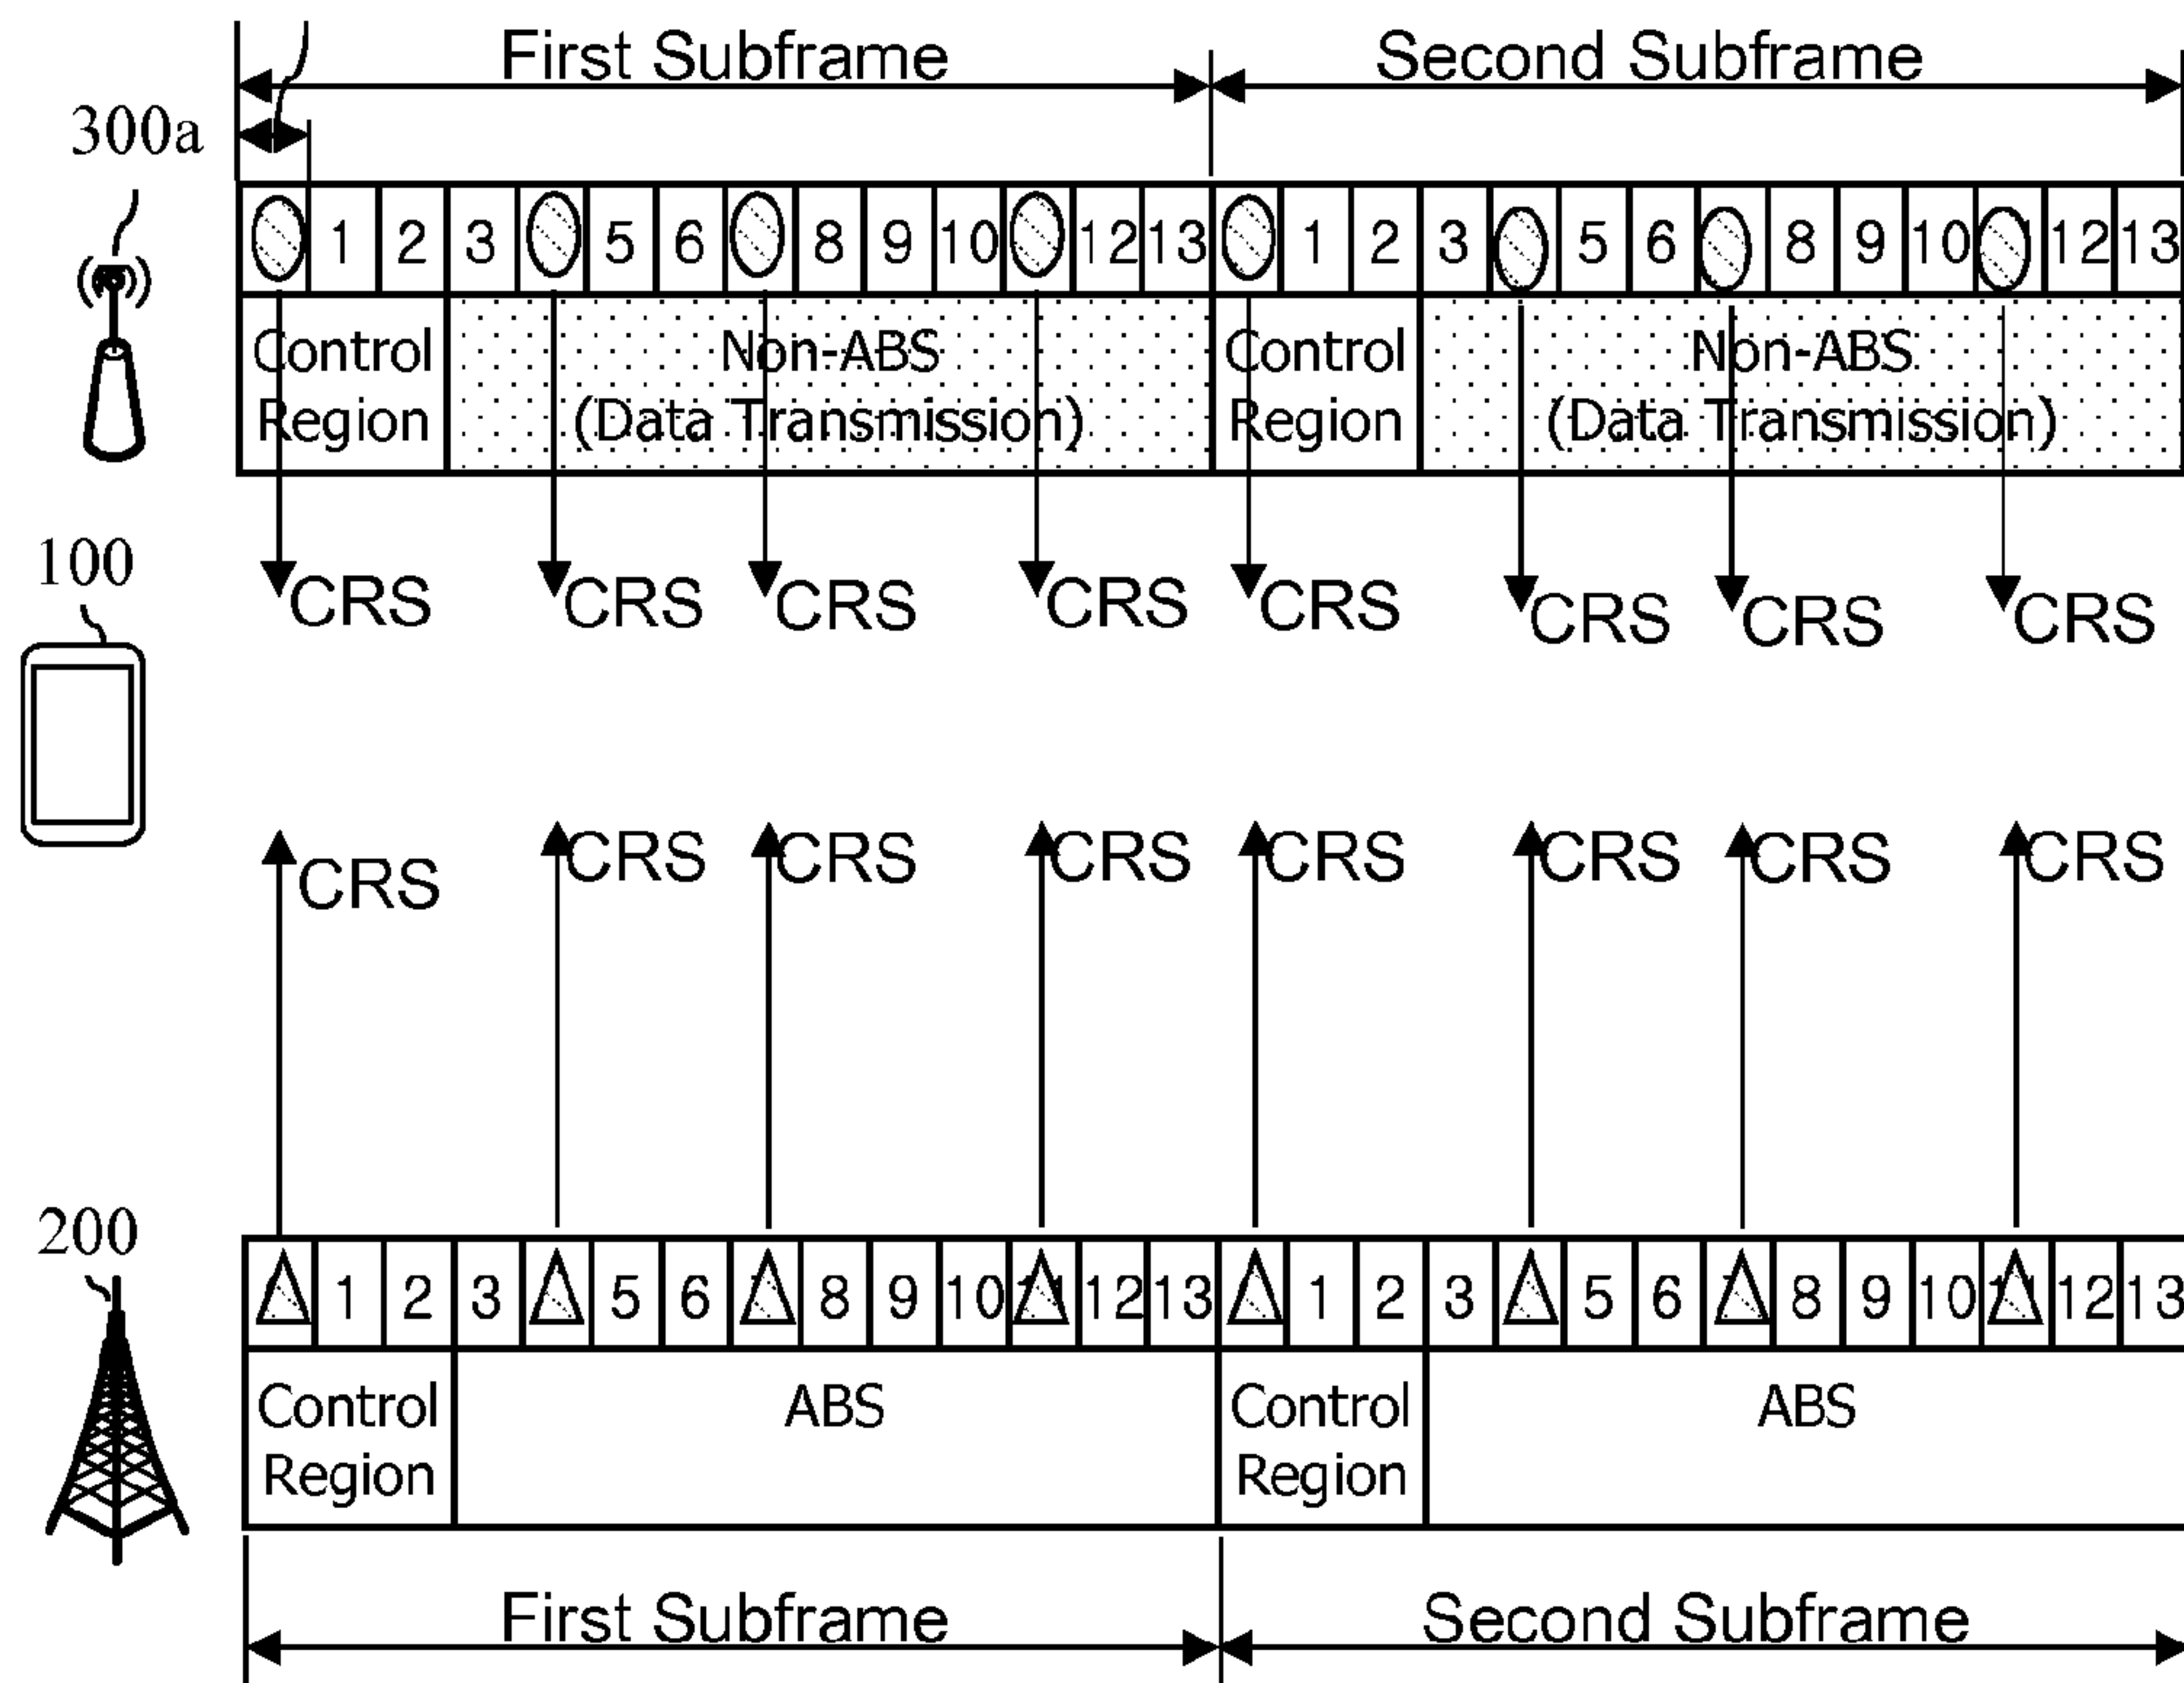 First Subframe Second Subframe
300a
1 2 3 5 6 8 9 10 12 13 1 2 3 5 6 8 9 10 12 13
Control Region Non-ABS (Data Transmission) Control Region Non-ABS (Data Transmission)
CRS CRS CRS CRS CRS CRS CRS CRS
100
CRS CRS CRS CRS CRS CRS CRS CRS
200
1 2 3 5 6 8 9 10 11 12 13 1 2 3 5 6 8 9 10 11 12 13
Control Region ABS Control Region ABS
First Subframe Second Subframe